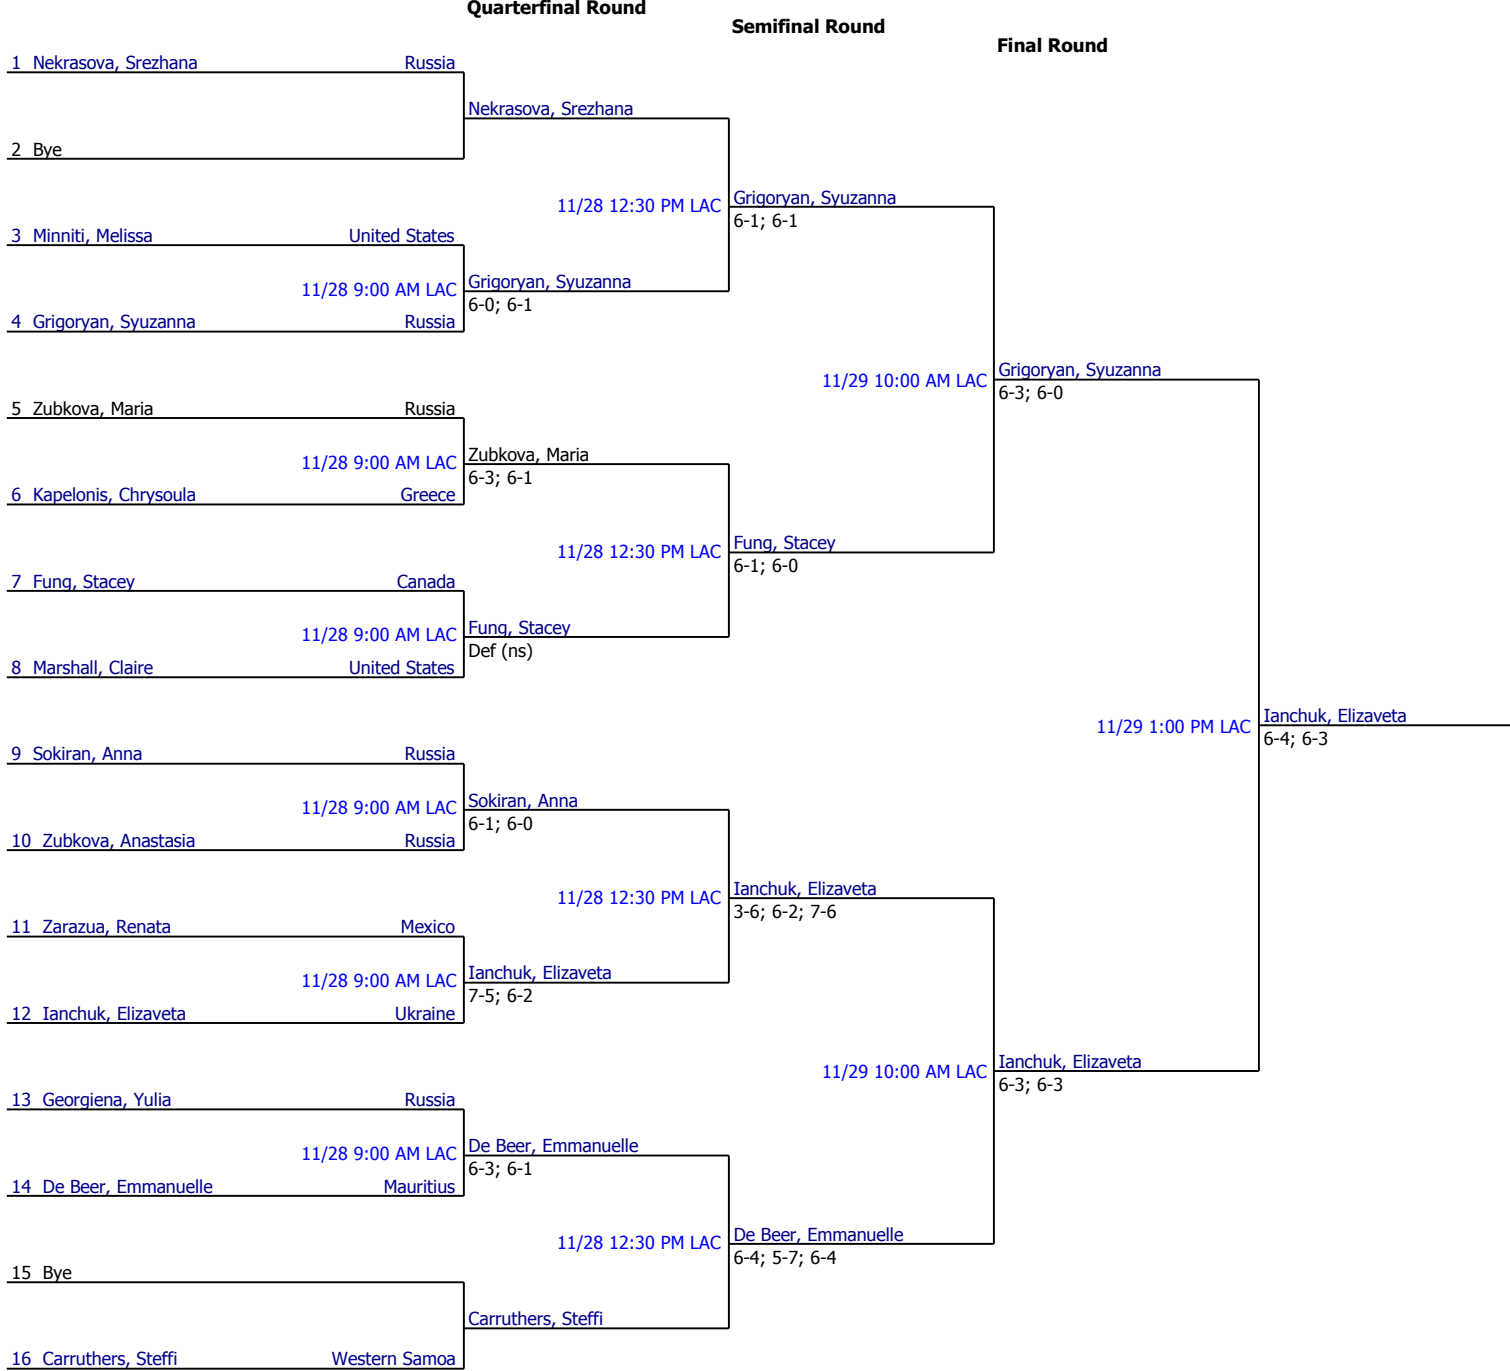 Quarterfinal Round
Semifinal Round
Final Round
1 Nekrasova, Srezhana Russia
Nekrasova, Srezhana
2 Bye
11/28 12:30 PM LAC Grigoryan, Syuzanna
6-1; 6-1
3 Minniti, Melissa United States
11/28 9:00 AM LAC Grigoryan, Syuzanna
6-0; 6-1
4 Grigoryan, Syuzanna Russia
11/29 10:00 AM LAC Grigoryan, Syuzanna
6-3; 6-0
5 Zubkova, Maria Russia
11/28 9:00 AM LAC Zubkova, Maria
6-3; 6-1
6 Kapelonis, Chrysoula Greece
11/28 12:30 PM LAC Fung, Stacey
6-1; 6-0
7 Fung, Stacey Canada
11/28 9:00 AM LAC Fung, Stacey
Def (ns)
8 Marshall, Claire United States
11/29 1:00 PM LAC Ianchuk, Elizaveta
6-4; 6-3
9 Sokiran, Anna Russia
11/28 9:00 AM LAC Sokiran, Anna
6-1; 6-0
10 Zubkova, Anastasia Russia
11/28 12:30 PM LAC Ianchuk, Elizaveta
3-6; 6-2; 7-6
11 Zarazua, Renata Mexico
11/28 9:00 AM LAC Ianchuk, Elizaveta
7-5; 6-2
12 Ianchuk, Elizaveta Ukraine
11/29 10:00 AM LAC Ianchuk, Elizaveta
6-3; 6-3
13 Georgiena, Yulia Russia
11/28 9:00 AM LAC De Beer, Emmanuelle
6-3; 6-1
14 De Beer, Emmanuelle Mauritius
11/28 12:30 PM LAC De Beer, Emmanuelle
6-4; 5-7; 6-4
15 Bye
Carruthers, Steffi
16 Carruthers, Steffi Western Samoa